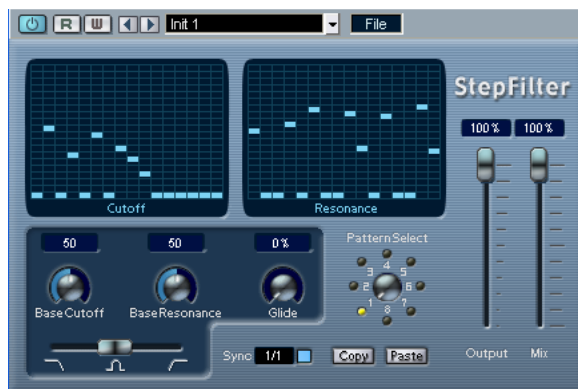 R W Init 1 File
StepFilter
100 % 100 %
Cutoff Resonance
50 50 0 % Pattern Select
1 2 3 4 5 6 7 8
Base Cutoff Base Resonance Glide
Sync 1/1 Copy Paste Output Mix